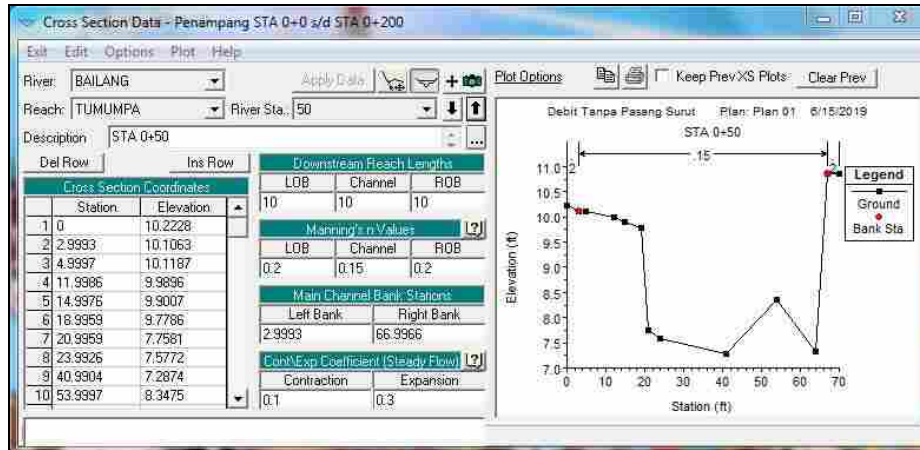 Cross Section Data - Penampang STA 0+0 s/d STA 0+200
Exit Edit Options Plot Help
River: BAILANG Apply Data
Reach: TUMUMPA River Sta.: 50
Description STA 0+50 ...
Del Row Ins Row
Cross Section Coordinates
Station Elevation
1 0 10.2228
2 2.9993 10.1063
3 4.9997 10.1187
4 11.9986 9.9896
5 14.9976 9.9007
6 18.9959 9.7786
7 20.9959 7.7581
8 23.9926 7.5772
9 40.9904 7.2874
10 53.9997 8.3475
Downstream Reach Lengths
LOB Channel ROB
10 10 10
Manning's n Values ?
LOB Channel ROB
0.2 0.15 0.2
Main Channel Bank Stations
Left Bank Right Bank
2.9993 66.9966
Cont\Exp Coefficient (Steady Flow) ?
Contraction Expansion
0.1 0.3
Plot Options Keep Prev XS Plots Clear Prev
Debit Tanpa Pasang Surut Plan: Plan 01 6/15/2019
STA 0+50
.2 .15 .2
Legend
Ground
Bank Sta
Elevation (ft)
11.0
10.5
10.0
9.5
9.0
8.5
8.0
7.5
7.0
0 10 20 30 40 50 60 70
Station (ft)